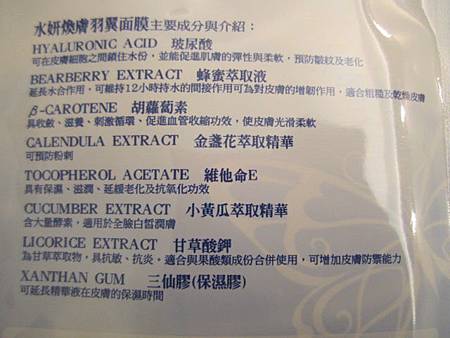 水妍煥膚羽翼面膜主要成分與介紹：
HYALURONIC ACID 玻尿酸
可在皮膚細胞之間鎖住水份，並能促進肌膚的彈性與柔軟，預防皺紋及老化
BEARBERRY EXTRACT 蜂蜜萃取液
延長水合作用，可維持12小時持水的間接作用可為對皮膚的增韌作用，適合粗糙及乾燥皮膚
β-CAROTENE 胡蘿蔔素
具收斂、滋養、刺激循環、促進血管收縮功效，使皮膚光滑柔軟
CALENDULA EXTRACT 金盞花萃取精華
可預防粉刺
TOCOPHEROL ACETATE 維他命E
具有保濕、滋潤、延緩老化及抗氧化功效
CUCUMBER EXTRACT 小黃瓜萃取精華
含大量酵素，適用於全臉白皙潤膚
LICORICE EXTRACT 甘草酸鉀
為甘草萃取物，具抗敏、抗炎，適合與果酸類成份合併使用，可增加皮膚防禦能力
XANTHAN GUM 三仙膠(保濕膠)
可延長精華液在皮膚的保濕時間